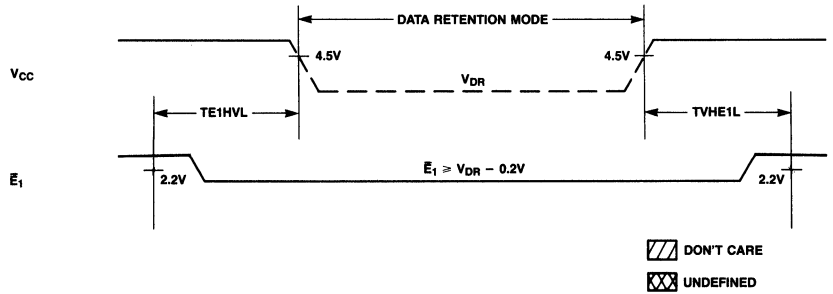 DATA RETENTION MODE
4.5V
4.5V
VCC
VDR
TE1HVL
TVHE1L
Ē1 ⩾ VDR − 0.2V
Ē1
2.2V
2.2V
DON'T CARE
UNDEFINED